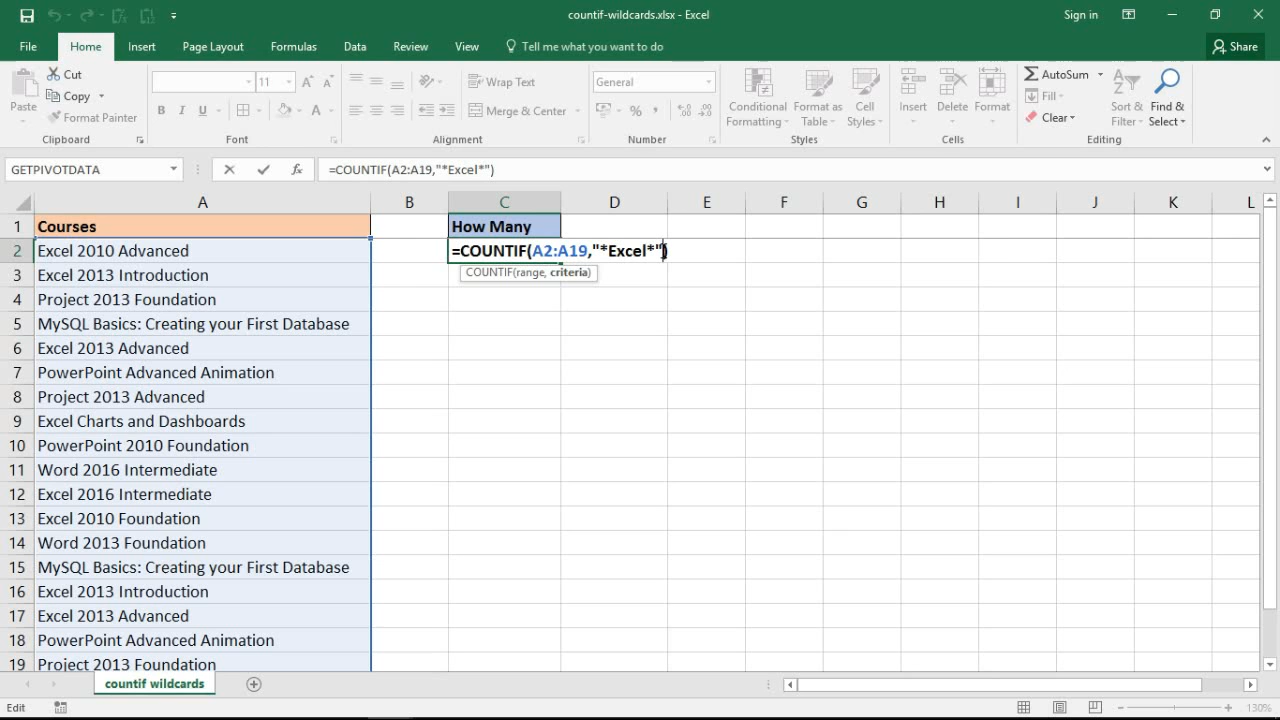 countif-wildcards.xlsx - Excel
Sign in
File Home Insert Page Layout Formulas Data Review View Tell me what you want to do Share
Paste
Cut
Copy
Format Painter
Clipboard
11
A A
B I U A
Font
Wrap Text
Merge & Center
Alignment
General
%
Number
Conditional Formatting
Format as Table
Cell Styles
Styles
Insert Delete Format
Cells
AutoSum
Fill
Clear
Sort & Filter
Find & Select
Editing
GETPIVOTDATA fx =COUNTIF(A2:A19,"*Excel*")
A B C D E F G H I J K L
1 Courses How Many
2 Excel 2010 Advanced =COUNTIF(A2:A19,"*Excel*")
COUNTIF(range, criteria)
3 Excel 2013 Introduction
4 Project 2013 Foundation
5 MySQL Basics: Creating your First Database
6 Excel 2013 Advanced
7 PowerPoint Advanced Animation
8 Project 2013 Advanced
9 Excel Charts and Dashboards
10 PowerPoint 2010 Foundation
11 Word 2016 Intermediate
12 Excel 2016 Intermediate
13 Excel 2010 Foundation
14 Word 2013 Foundation
15 MySQL Basics: Creating your First Database
16 Excel 2013 Introduction
17 Excel 2013 Advanced
18 PowerPoint Advanced Animation
19 Project 2013 Foundation
countif wildcards
Edit 130%